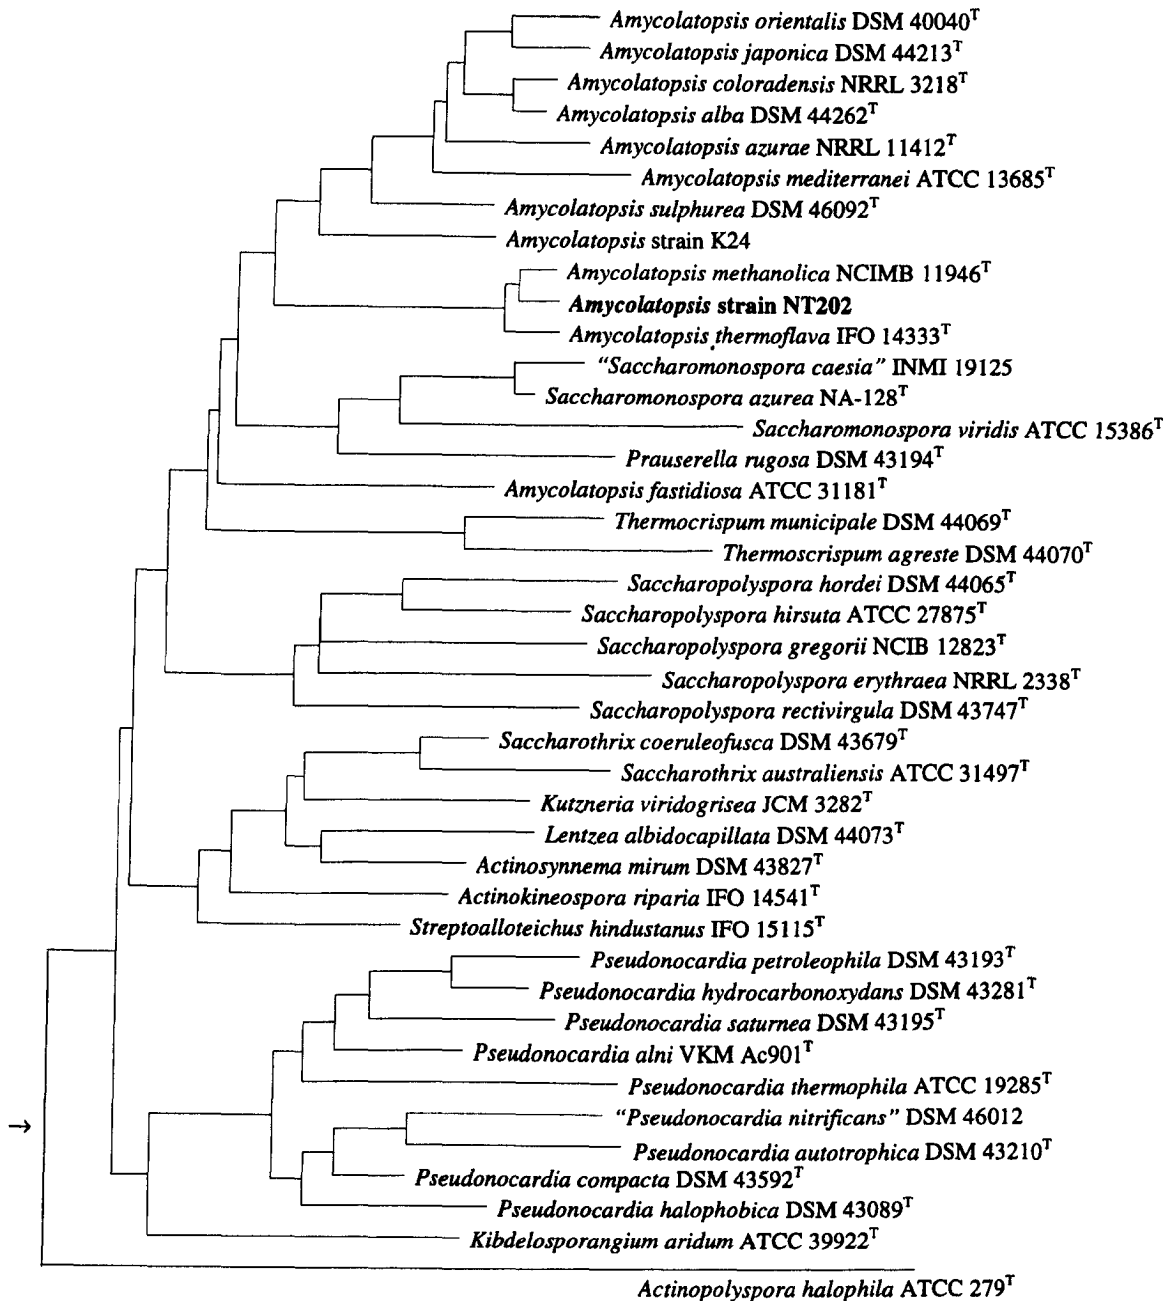 Amycolatopsis orientalis DSM 40040ᵀ
Amycolatopsis japonica DSM 44213ᵀ
Amycolatopsis coloradensis NRRL 3218ᵀ
Amycolatopsis alba DSM 44262ᵀ
Amycolatopsis azurae NRRL 11412ᵀ
Amycolatopsis mediterranei ATCC 13685ᵀ
Amycolatopsis sulphurea DSM 46092ᵀ
Amycolatopsis strain K24
Amycolatopsis methanolica NCIMB 11946ᵀ
Amycolatopsis strain NT202
Amycolatopsis thermoflava IFO 14333ᵀ
"Saccharomonospora caesia" INMI 19125
Saccharomonospora azurea NA-128ᵀ
Saccharomonospora viridis ATCC 15386ᵀ
Prauserella rugosa DSM 43194ᵀ
Amycolatopsis fastidiosa ATCC 31181ᵀ
Thermocrispum municipale DSM 44069ᵀ
Thermoscrispum agreste DSM 44070ᵀ
Saccharopolyspora hordei DSM 44065ᵀ
Saccharopolyspora hirsuta ATCC 27875ᵀ
Saccharopolyspora gregorii NCIB 12823ᵀ
Saccharopolyspora erythraea NRRL 2338ᵀ
Saccharopolyspora rectivirgula DSM 43747ᵀ
Saccharothrix coeruleofusca DSM 43679ᵀ
Saccharothrix australiensis ATCC 31497ᵀ
Kutzneria viridogrisea JCM 3282ᵀ
Lentzea albidocapillata DSM 44073ᵀ
Actinosynnema mirum DSM 43827ᵀ
Actinokineospora riparia IFO 14541ᵀ
Streptoalloteichus hindustanus IFO 15115ᵀ
Pseudonocardia petroleophila DSM 43193ᵀ
Pseudonocardia hydrocarbonoxydans DSM 43281ᵀ
Pseudonocardia saturnea DSM 43195ᵀ
Pseudonocardia alni VKM Ac901ᵀ
Pseudonocardia thermophila ATCC 19285ᵀ
"Pseudonocardia nitrificans" DSM 46012
Pseudonocardia autotrophica DSM 43210ᵀ
Pseudonocardia compacta DSM 43592ᵀ
Pseudonocardia halophobica DSM 43089ᵀ
Kibdelosporangium aridum ATCC 39922ᵀ
Actinopolyspora halophila ATCC 279ᵀ